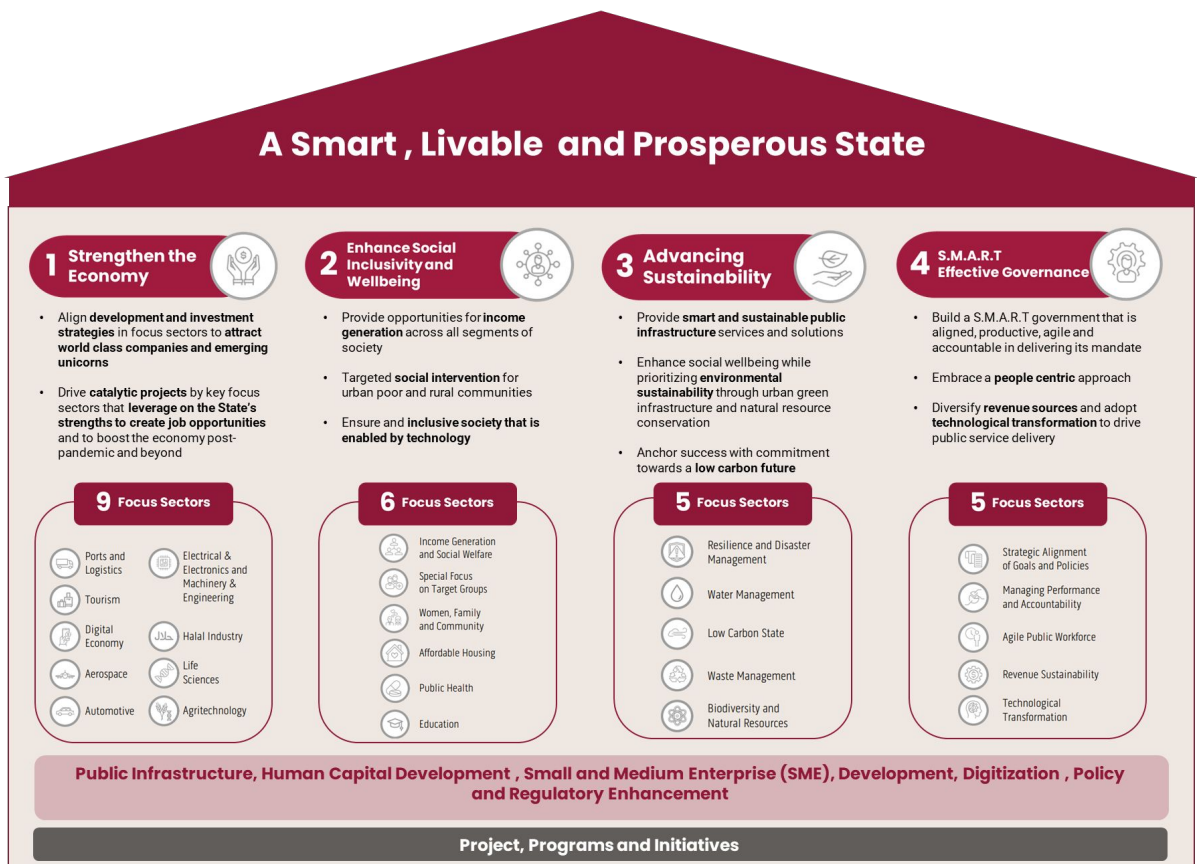 A Smart , Livable and Prosperous State
1
Strengthen the
Economy
• Align development and investment
strategies in focus sectors to attract
world class companies and emerging
unicorns
• Drive catalytic projects by key focus
sectors that leverage on the State's
strengths to create job opportunities
and to boost the economy post-
pandemic and beyond
9 Focus Sectors
Ports and
Logistics
Tourism
Digital
Economy
Aerospace
Automotive
Electrical &
Electronics and
Machinery &
Engineering
حلال
Halal Industry
Life
Sciences
Agritechnology
2
Enhance Social
Inclusivity and
Wellbeing
• Provide opportunities for income
generation across all segments of
society
• Targeted social intervention for
urban poor and rural communities
• Ensure and inclusive society that is
enabled by technology
6 Focus Sectors
Income Generation
and Social Welfare
Special Focus
on Target Groups
Women, Family
and Community
Affordable Housing
Public Health
Education
3
Advancing
Sustainability
• Provide smart and sustainable public
infrastructure services and solutions
• Enhance social wellbeing while
prioritizing environmental
sustainability through urban green
infrastructure and natural resource
conservation
• Anchor success with commitment
towards a low carbon future
5 Focus Sectors
Resilience and Disaster
Management
Water Management
Low Carbon State
Waste Management
Biodiversity and
Natural Resources
4
S.M.A.R.T
Effective Governance
• Build a S.M.A.R.T government that is
aligned, productive, agile and
accountable in delivering its mandate
• Embrace a people centric approach
• Diversify revenue sources and adopt
technological transformation to drive
public service delivery
5 Focus Sectors
Strategic Alignment
of Goals and Policies
Managing Performance
and Accountability
Agile Public Workforce
Revenue Sustainability
Technological
Transformation
Public Infrastructure, Human Capital Development , Small and Medium Enterprise (SME), Development, Digitization , Policy
and Regulatory Enhancement
Project, Programs and Initiatives